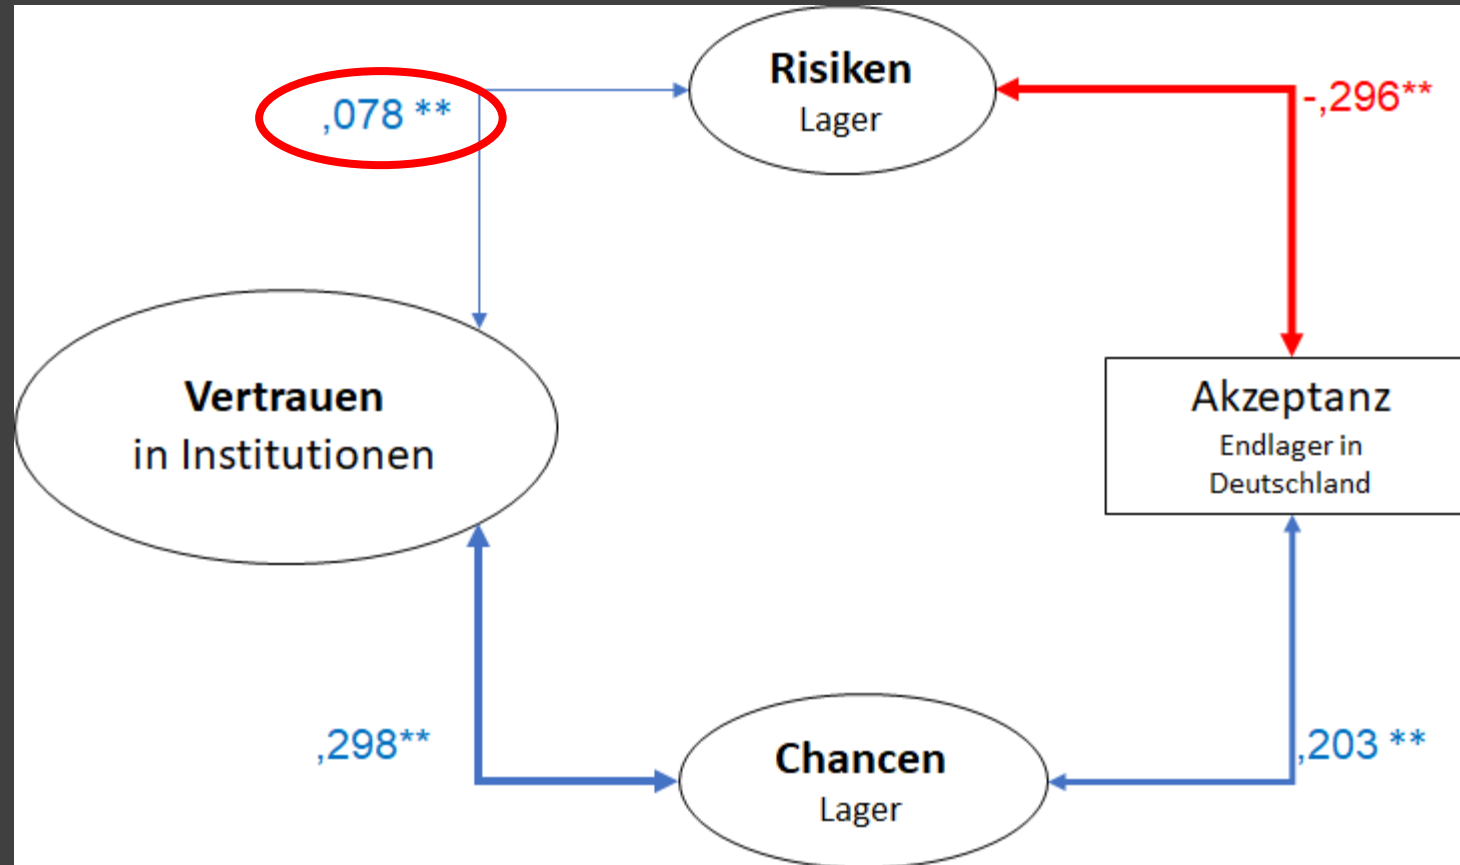 Risiken
Lager
,078 **
-,296**
Vertrauen
in Institutionen
Akzeptanz
Endlager in
Deutschland
,298**
Chancen
Lager
,203 **